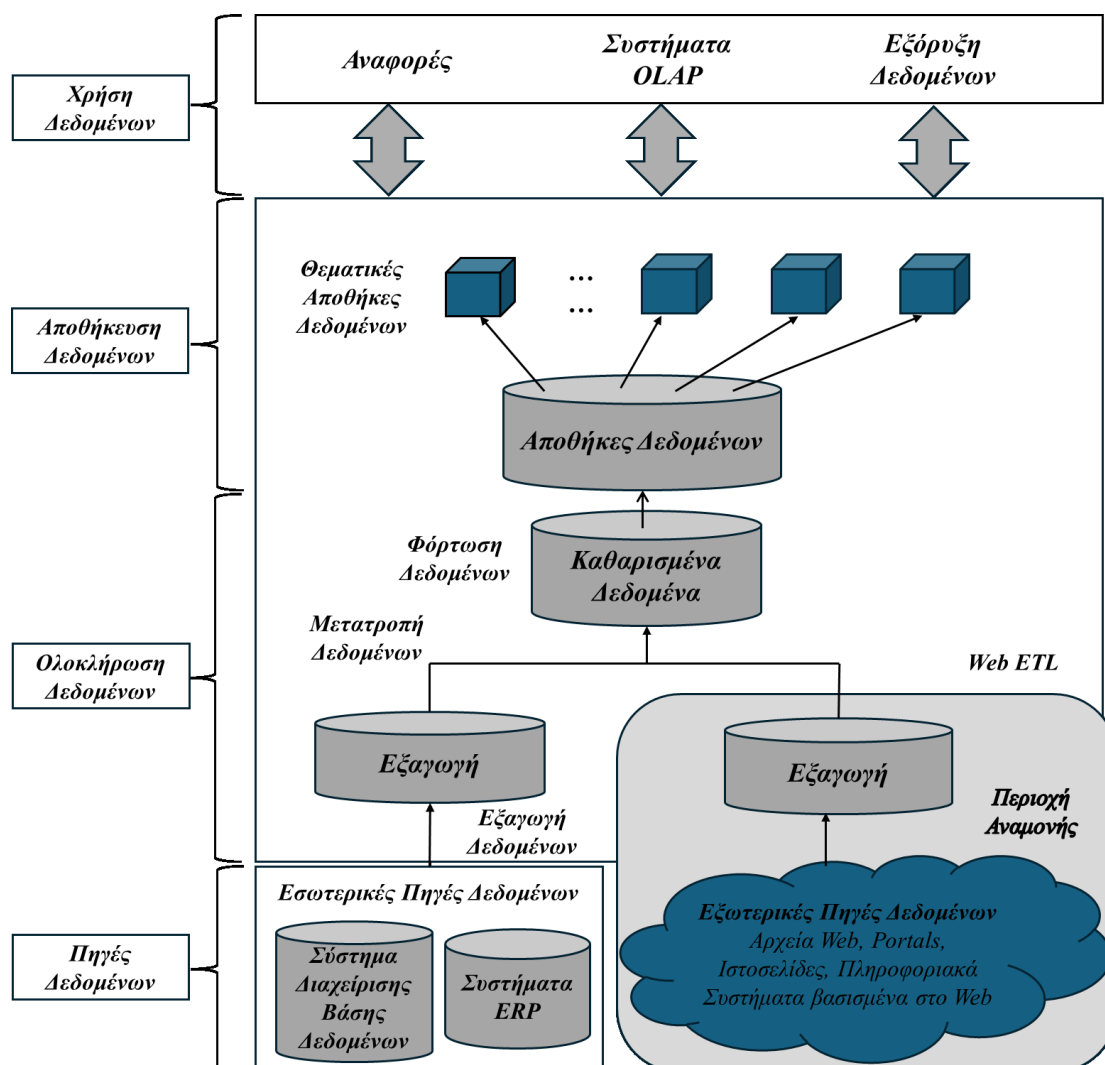 Αναφορές
Συστήματα
OLAP
Εξόρυξη
Δεδομένων
Χρήση
Δεδομένων
Θεματικές
Αποθήκες
Δεδομένων
...
...
Αποθήκευση
Δεδομένων
Αποθήκες Δεδομένων
Φόρτωση
Δεδομένων
Καθαρισμένα
Δεδομένα
Μετατροπή
Δεδομένων
Ολοκλήρωση
Δεδομένων
Web ETL
Εξαγωγή
Εξαγωγή
Περιοχή
Αναμονής
Εξαγωγή
Δεδομένων
Εσωτερικές Πηγές Δεδομένων
Πηγές
Δεδομένων
Σύστημα
Διαχείρισης
Βάσης
Δεδομένων
Συστήματα
ERP
Εξωτερικές Πηγές Δεδομένων
Αρχεία Web, Portals,
Ιστοσελίδες, Πληροφοριακά
Συστήματα βασισμένα στο Web